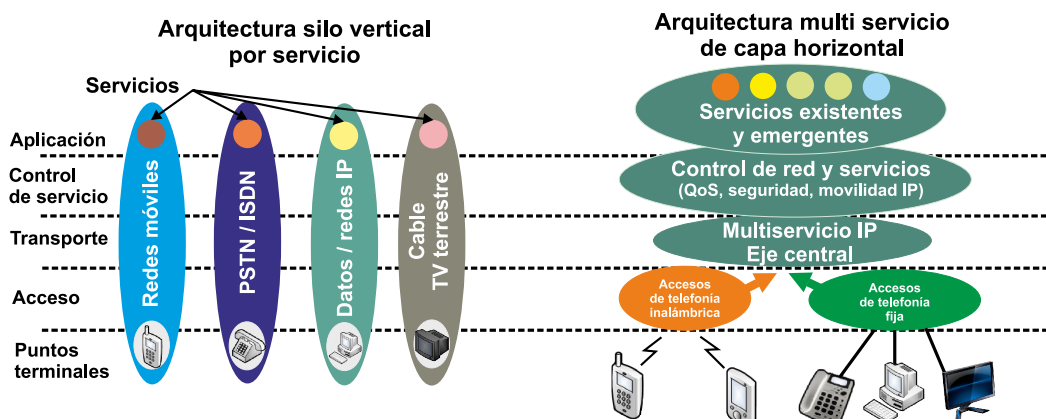 Arquitectura silo vertical
por servicio
Servicios
Aplicación
Control
de servicio
Transporte
Acceso
Puntos
terminales
Redes móviles
PSTN / ISDN
Datos / redes IP
Cable
TV terrestre
Arquitectura multi servicio
de capa horizontal
Servicios existentes
y emergentes
Control de red y servicios
(QoS, seguridad, movilidad IP)
Multiservicio IP
Eje central
Accesos
de telefonía
inalámbrica
Accesos
de telefonía
fija